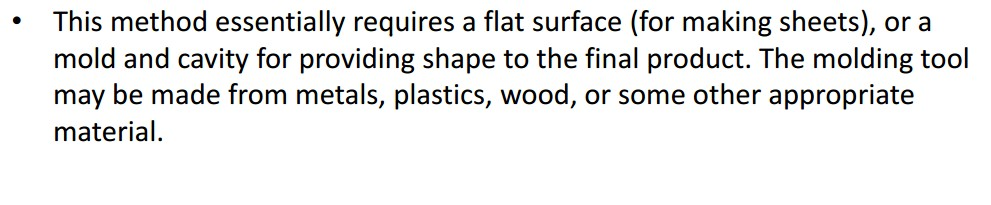 • This method essentially requires a flat surface (for making sheets), or a
mold and cavity for providing shape to the final product. The molding tool
may be made from metals, plastics, wood, or some other appropriate
material.